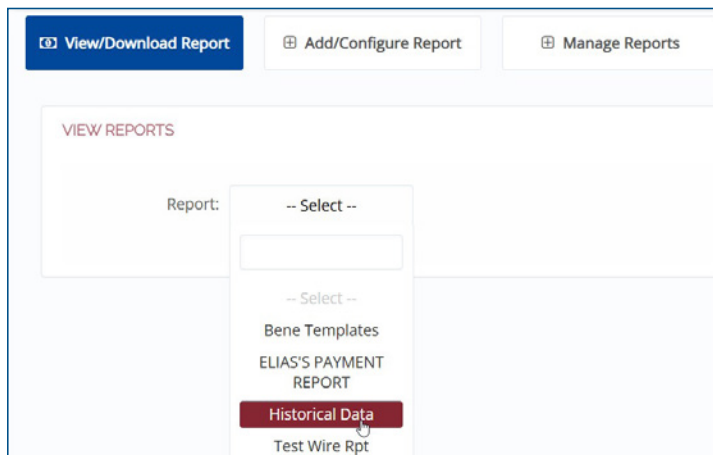 View/Download Report
Add/Configure Report
Manage Reports
VIEW REPORTS
Report:
-- Select --
-- Select --
Bene Templates
ELIAS'S PAYMENT
REPORT
Historical Data
Test Wire Rpt